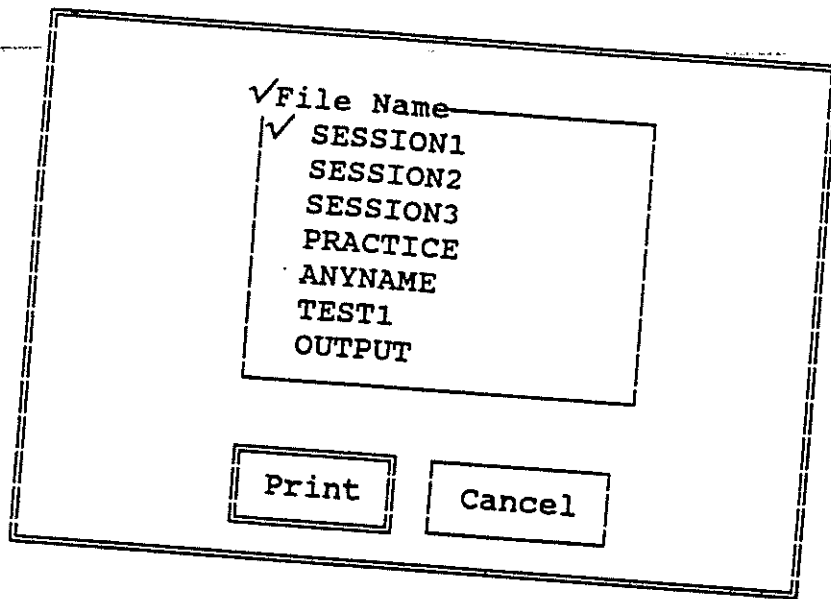 √File Name
√ SESSION1
SESSION2
SESSION3
PRACTICE
ANYNAME
TEST1
OUTPUT
Print Cancel